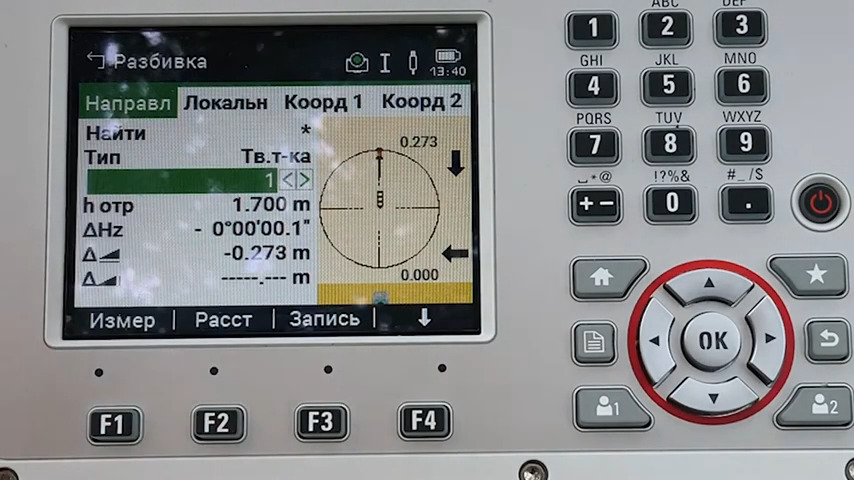 Разбивка
13:40
Направл Локальн Коорд 1 Коорд 2
Найти *
Тип Тв.т-ка
1
h отр 1.700 m
ΔHz - 0°00'00.1"
Δ -0.273 m
Δ -----.--- m
0.273
0.000
Измер Расст Запись
F1 F2 F3 F4
ABC DEF
1 2 3
GHI JKL MNO
4 5 6
PQRS TUV WXYZ
7 8 9
_*@ !?%& #_/$
+- 0 .
OK
1 2